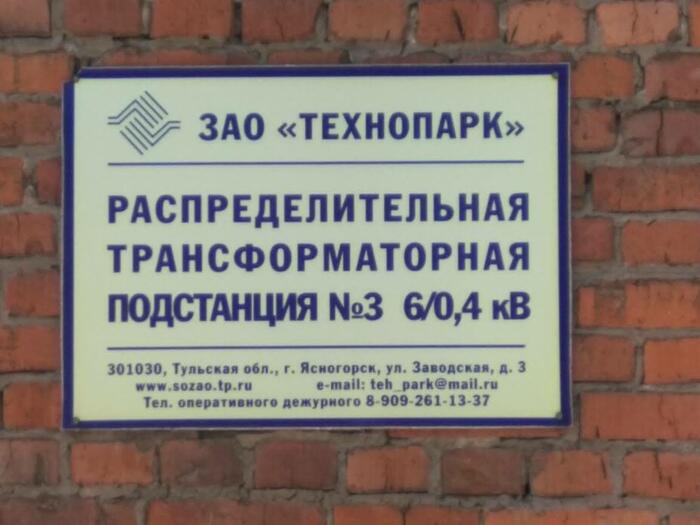 ЗАО «ТЕХНОПАРК»
РАСПРЕДЕЛИТЕЛЬНАЯ
ТРАНСФОРМАТОРНАЯ
ПОДСТАНЦИЯ №3 6/0,4 кВ
301030, Тульская обл., г. Ясногорск, ул. Заводская, д. 3
www.sozao.tp.ru e-mail: teh_park@mail.ru
Тел. оперативного дежурного 8-909-261-13-37